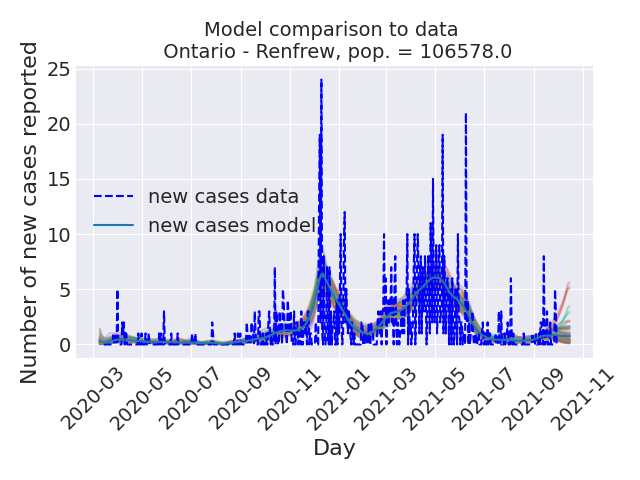 Model comparison to data
Ontario - Renfrew, pop. = 106578.0
Number of new cases reported
25
20
15
10
5
0
new cases data
new cases model
2020-03
2020-05
2020-07
2020-09
2020-11
2021-01
2021-03
2021-05
2021-07
2021-09
2021-11
Day